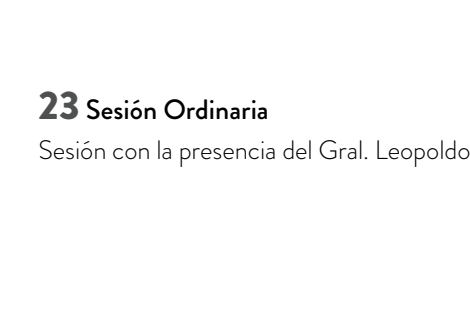 23 Sesión Ordinaria
Sesión con la presencia del Gral. Leopoldo